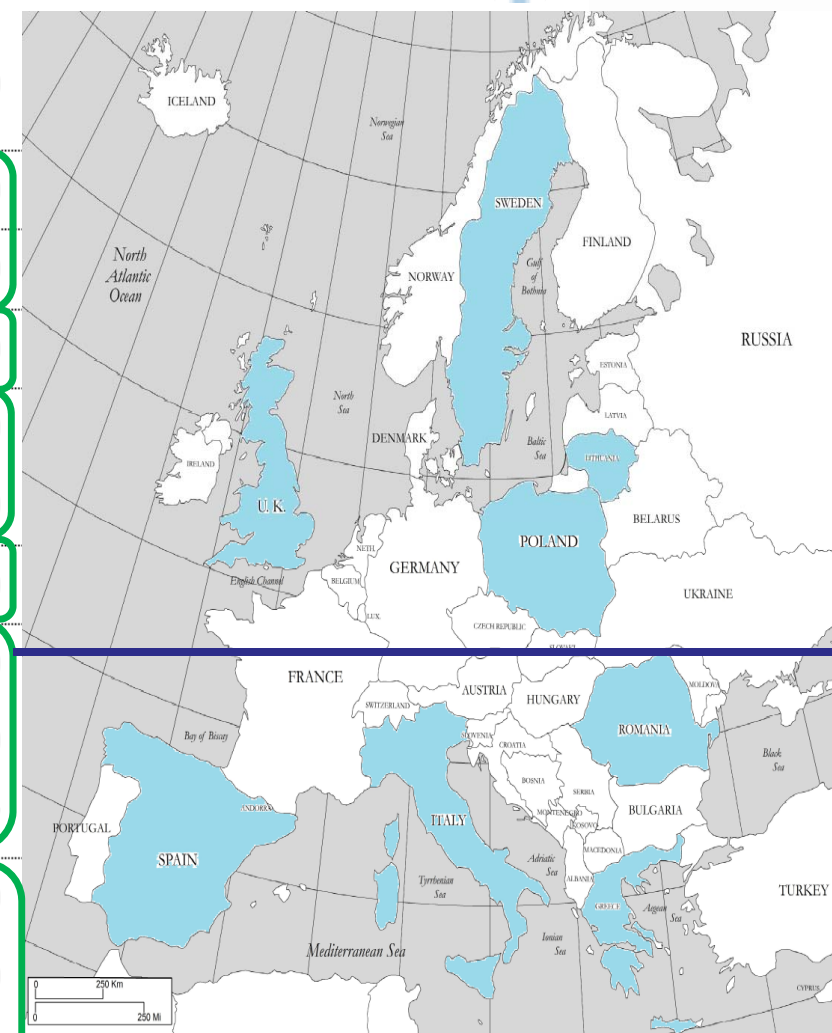 ICELAND
Norwegian
Sea
SWEDEN
FINLAND
North
Atlantic
Ocean
NORWAY
Gulf
of
Bothnia
RUSSIA
ESTONIA
North
Sea
LATVIA
DENMARK
Baltic
Sea
LITHUANIA
IRELAND
U. K.
BELARUS
POLAND
NETH.
GERMANY
English Channel
BELGIUM
UKRAINE
LUX.
CZECH REPUBLIC
FRANCE
SWITZERLAND
AUSTRIA
HUNGARY
MOLDOVA
Bay of Biscay
SLOVENIA
CROATIA
ROMANIA
Black
Sea
BOSNIA
SERBIA
ANDORRA
MONTENEGRO
KOSOVO
BULGARIA
PORTUGAL
ITALY
SPAIN
MACEDONIA
Adriatic
Sea
ALBANIA
Tyrrhenian
Sea
TURKEY
GREECE
Aegean
Sea
Mediterranean Sea
Ionian
Sea
CYPRUS
0 250 Km
0 250 Mi